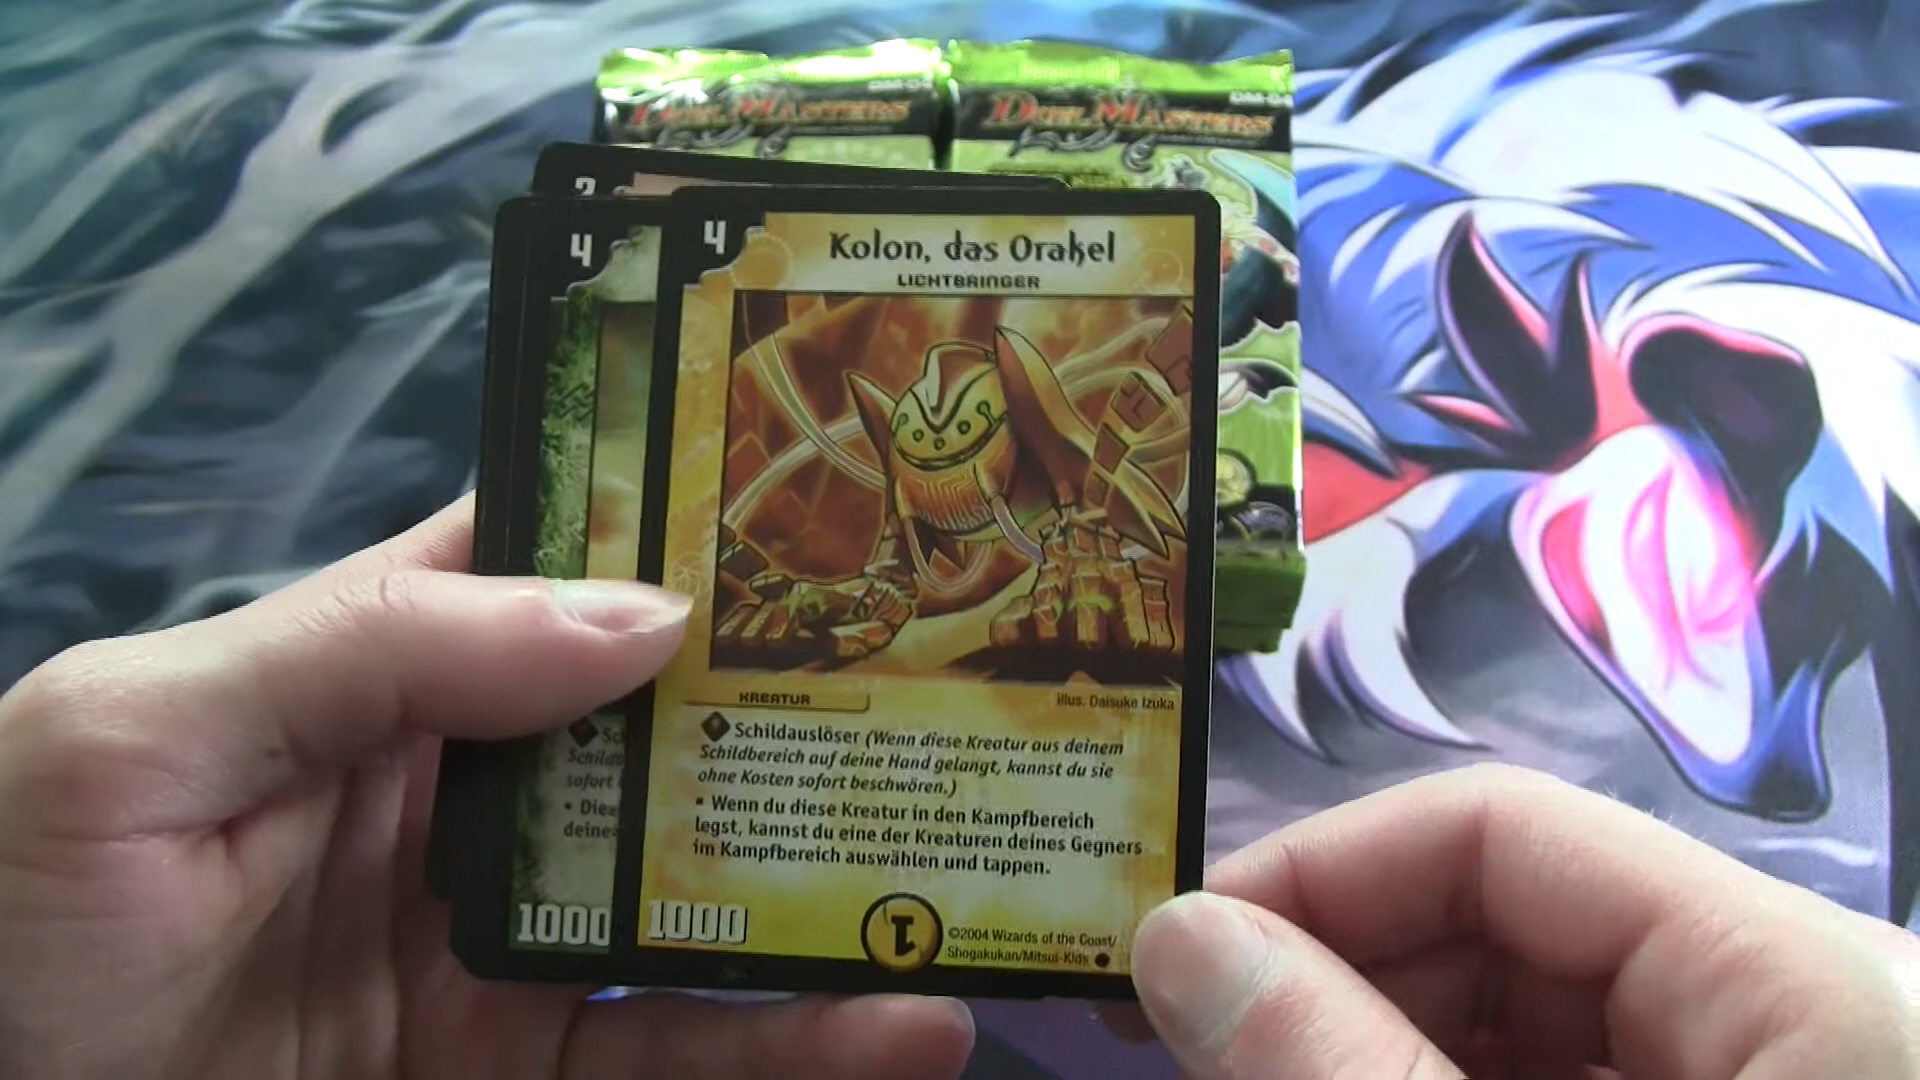 DUEL MASTERS
DUEL MASTERS
2
4
4
Kolon, das Orakel
LICHTBRINGER
KREATUR
illus. Daisuke Izuka
Schildauslöser (Wenn diese Kreatur aus deinem
Schildbereich auf deine Hand gelangt, kannst du sie
ohne Kosten sofort beschwören.)
▪ Wenn du diese Kreatur in den Kampfbereich
legst, kannst du eine der Kreaturen deines Gegners
im Kampfbereich auswählen und tappen.
1000
1
©2004 Wizards of the Coast/
Shogakukan/Mitsui-Kids
sofort
▪
1000